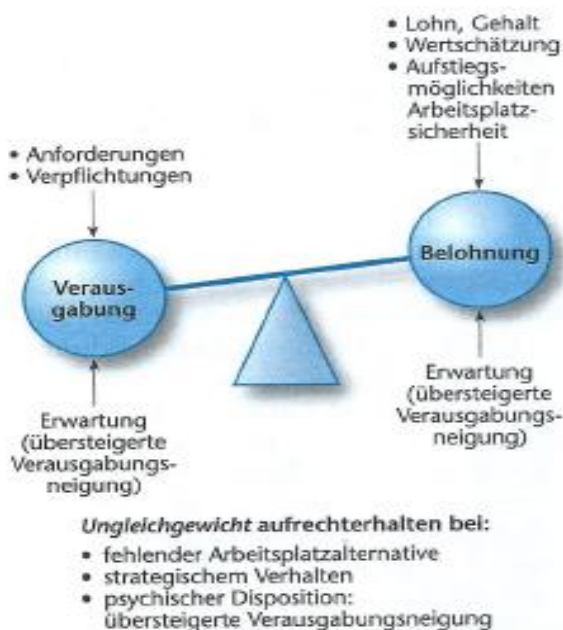 • Lohn, Gehalt
• Wertschätzung
• Aufstiegs-
möglichkeiten
Arbeitsplatz-
sicherheit
• Anforderungen
• Verpflichtungen
Veraus-
gabung
Belohnung
Erwartung
(übersteigerte
Verausgabungs-
neigung)
Erwartung
(übersteigerte
Verausgabungs-
neigung)
Ungleichgewicht aufrechterhalten bei:
• fehlender Arbeitsplatzalternative
• strategischem Verhalten
• psychischer Disposition:
übersteigerte Verausgabungsneigung